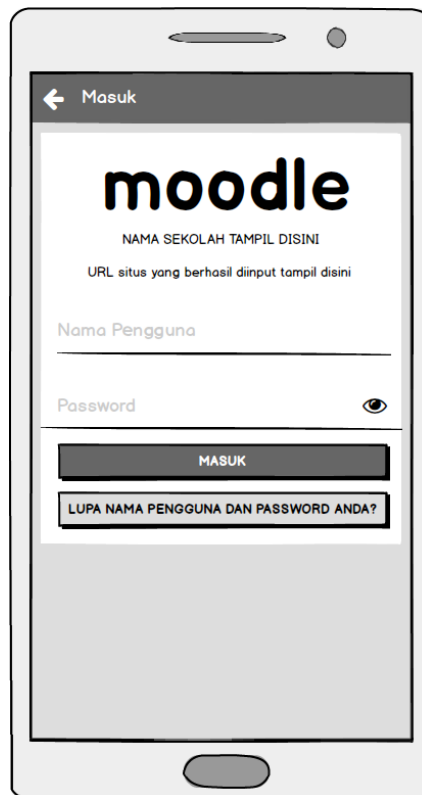 Masuk
moodle
NAMA SEKOLAH TAMPIL DISINI
URL situs yang berhasil diinput tampil disini
Nama Pengguna
Password
MASUK
LUPA NAMA PENGGUNA DAN PASSWORD ANDA?